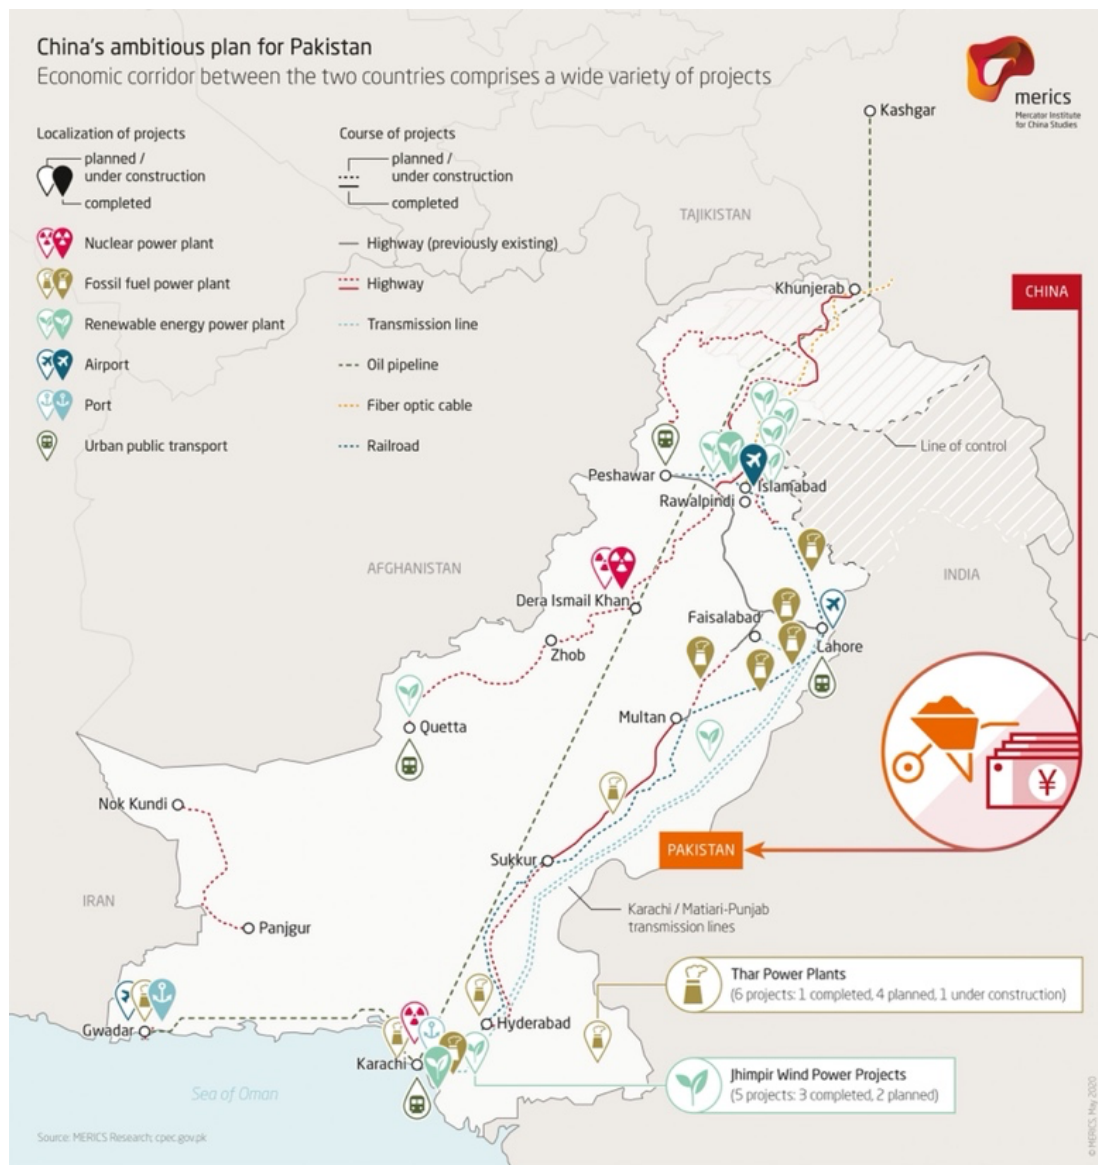 China's ambitious plan for Pakistan
Economic corridor between the two countries comprises a wide variety of projects
merics
Mercator Institute
for China Studies
Localization of projects
planned /
under construction
completed
Nuclear power plant
Fossil fuel power plant
Renewable energy power plant
Airport
Port
Urban public transport
Course of projects
planned /
under construction
completed
Highway (previously existing)
Highway
Transmission line
Oil pipeline
Fiber optic cable
Railroad
Kashgar
TAJIKISTAN
Khunjerab
CHINA
Line of control
Peshawar
Islamabad
Rawalpindi
AFGHANISTAN
INDIA
Dera Ismail Khan
Faisalabad
Zhob
Lahore
Quetta
Multan
¥
Nok Kundi
PAKISTAN
Sukkur
IRAN
Panjgur
Karachi / Matiari-Punjab
transmission lines
Thar Power Plants
(6 projects: 1 completed, 4 planned, 1 under construction)
Gwadar
Hyderabad
Karachi
Jhimpir Wind Power Projects
(5 projects: 3 completed, 2 planned)
Sea of Oman
Source: MERICS Research; cpec.gov.pk
© MERICS, May 2020